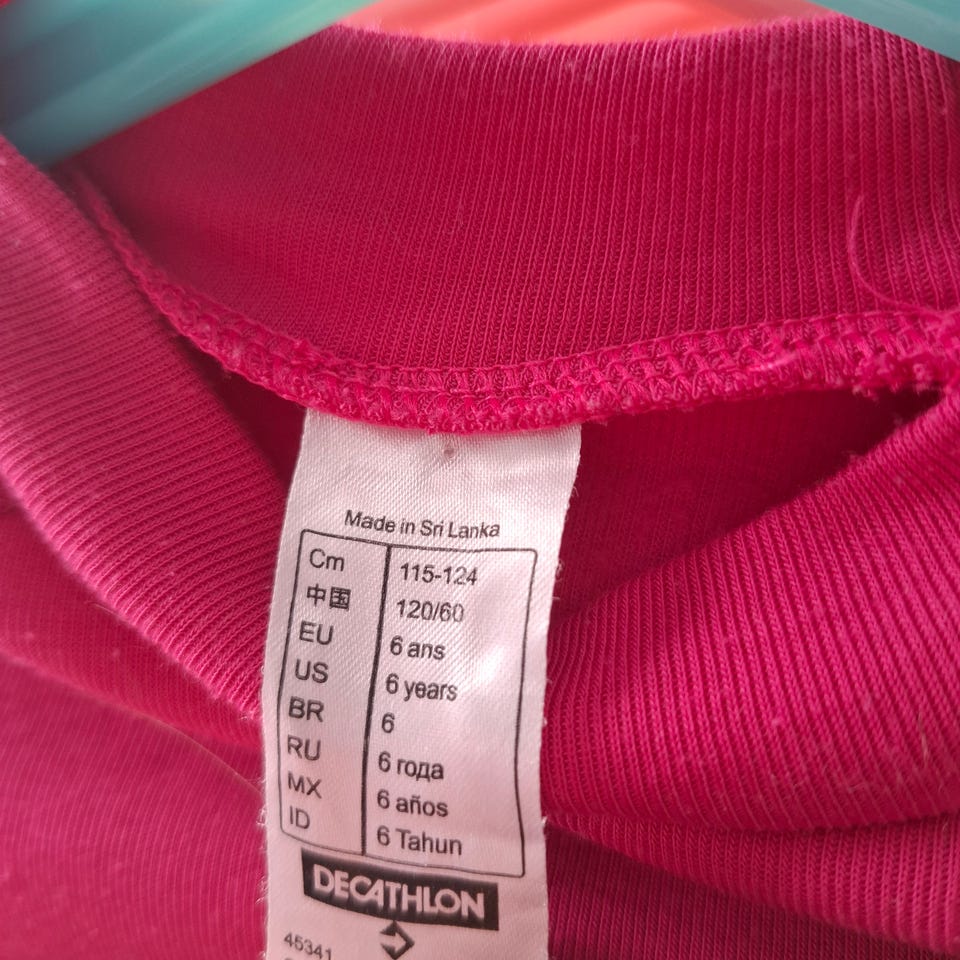 Made in Sri Lanka
Cm 115-124
中国 120/60
EU 6 ans
US 6 years
BR 6
RU 6 года
MX 6 años
ID 6 Tahun
DECATHLON
45341